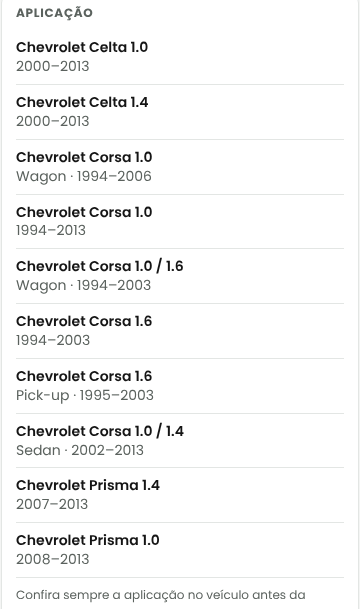 APLICAÇÃO
Chevrolet Celta 1.0
2000–2013
Chevrolet Celta 1.4
2000–2013
Chevrolet Corsa 1.0
Wagon · 1994–2006
Chevrolet Corsa 1.0
1994–2013
Chevrolet Corsa 1.0 / 1.6
Wagon · 1994–2003
Chevrolet Corsa 1.6
1994–2003
Chevrolet Corsa 1.6
Pick-up · 1995–2003
Chevrolet Corsa 1.0 / 1.4
Sedan · 2002–2013
Chevrolet Prisma 1.4
2007–2013
Chevrolet Prisma 1.0
2008–2013
Confira sempre a aplicação no veículo antes da